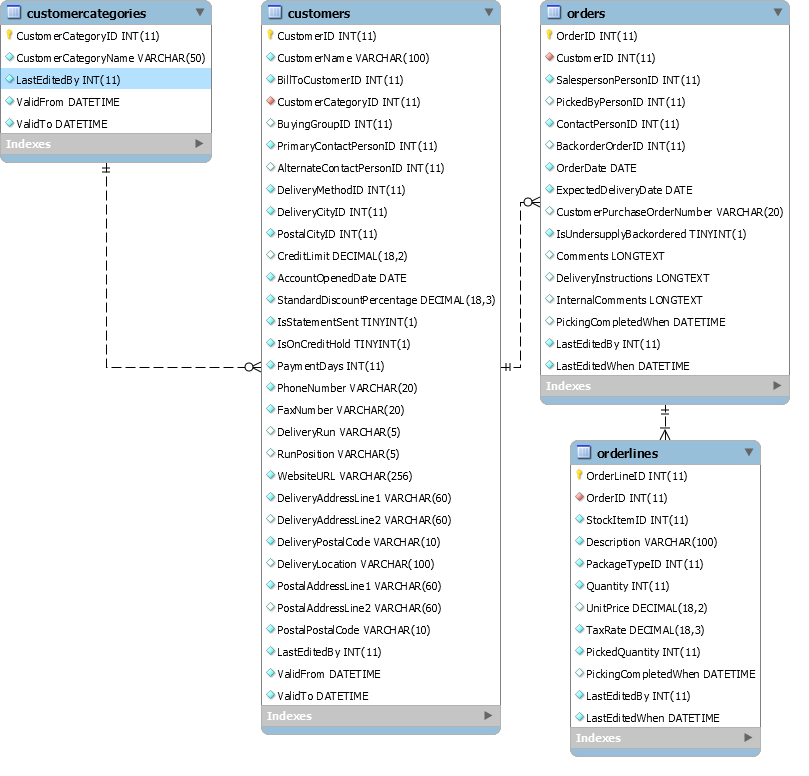 customercategories
CustomerCategoryID INT(11)
CustomerCategoryName VARCHAR(50)
LastEditedBy INT(11)
ValidFrom DATETIME
ValidTo DATETIME
Indexes
customers
CustomerID INT(11)
CustomerName VARCHAR(100)
BillToCustomerID INT(11)
CustomerCategoryID INT(11)
BuyingGroupID INT(11)
PrimaryContactPersonID INT(11)
AlternateContactPersonID INT(11)
DeliveryMethodID INT(11)
DeliveryCityID INT(11)
PostalCityID INT(11)
CreditLimit DECIMAL(18,2)
AccountOpenedDate DATE
StandardDiscountPercentage DECIMAL(18,3)
IsStatementSent TINYINT(1)
IsOnCreditHold TINYINT(1)
PaymentDays INT(11)
PhoneNumber VARCHAR(20)
FaxNumber VARCHAR(20)
DeliveryRun VARCHAR(5)
RunPosition VARCHAR(5)
WebsiteURL VARCHAR(256)
DeliveryAddressLine1 VARCHAR(60)
DeliveryAddressLine2 VARCHAR(60)
DeliveryPostalCode VARCHAR(10)
DeliveryLocation VARCHAR(100)
PostalAddressLine1 VARCHAR(60)
PostalAddressLine2 VARCHAR(60)
PostalPostalCode VARCHAR(10)
LastEditedBy INT(11)
ValidFrom DATETIME
ValidTo DATETIME
Indexes
orders
OrderID INT(11)
CustomerID INT(11)
SalespersonPersonID INT(11)
PickedByPersonID INT(11)
ContactPersonID INT(11)
BackorderOrderID INT(11)
OrderDate DATE
ExpectedDeliveryDate DATE
CustomerPurchaseOrderNumber VARCHAR(20)
IsUndersupplyBackordered TINYINT(1)
Comments LONGTEXT
DeliveryInstructions LONGTEXT
InternalComments LONGTEXT
PickingCompletedWhen DATETIME
LastEditedBy INT(11)
LastEditedWhen DATETIME
Indexes
orderlines
OrderLineID INT(11)
OrderID INT(11)
StockItemID INT(11)
Description VARCHAR(100)
PackageTypeID INT(11)
Quantity INT(11)
UnitPrice DECIMAL(18,2)
TaxRate DECIMAL(18,3)
PickedQuantity INT(11)
PickingCompletedWhen DATETIME
LastEditedBy INT(11)
LastEditedWhen DATETIME
Indexes